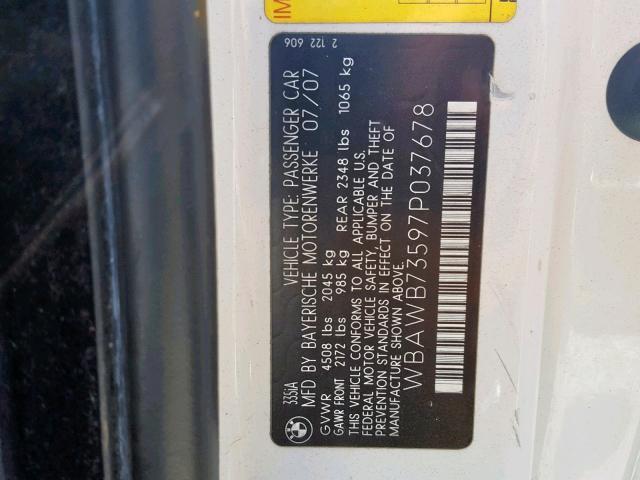 IM
335iA
VEHICLE TYPE: PASSENGER CAR
2 122 606
MFD BY BAYERISCHE MOTORENWERKE 07/07
GVWR 4508 lbs 2045 kg
GAWR FRONT 2172 lbs 985 kg REAR 2348 lbs 1065 kg
THIS VEHICLE CONFORMS TO ALL APPLICABLE U.S.
FEDERAL MOTOR VEHICLE SAFETY, BUMPER AND THEFT
PREVENTION STANDARDS IN EFFECT ON THE DATE OF
MANUFACTURE SHOWN ABOVE.
WBAWB73597P037678